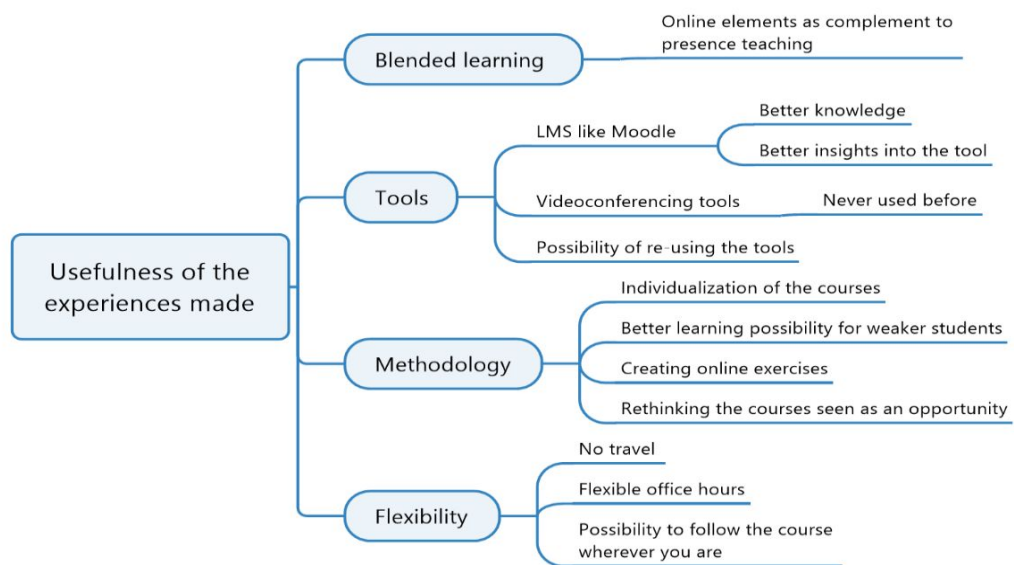 Usefulness of the
experiences made
Blended learning
Online elements as complement to
presence teaching
Tools
LMS like Moodle
Better knowledge
Better insights into the tool
Videoconferencing tools
Never used before
Possibility of re-using the tools
Methodology
Individualization of the courses
Better learning possibility for weaker students
Creating online exercises
Rethinking the courses seen as an opportunity
Flexibility
No travel
Flexible office hours
Possibility to follow the course
wherever you are